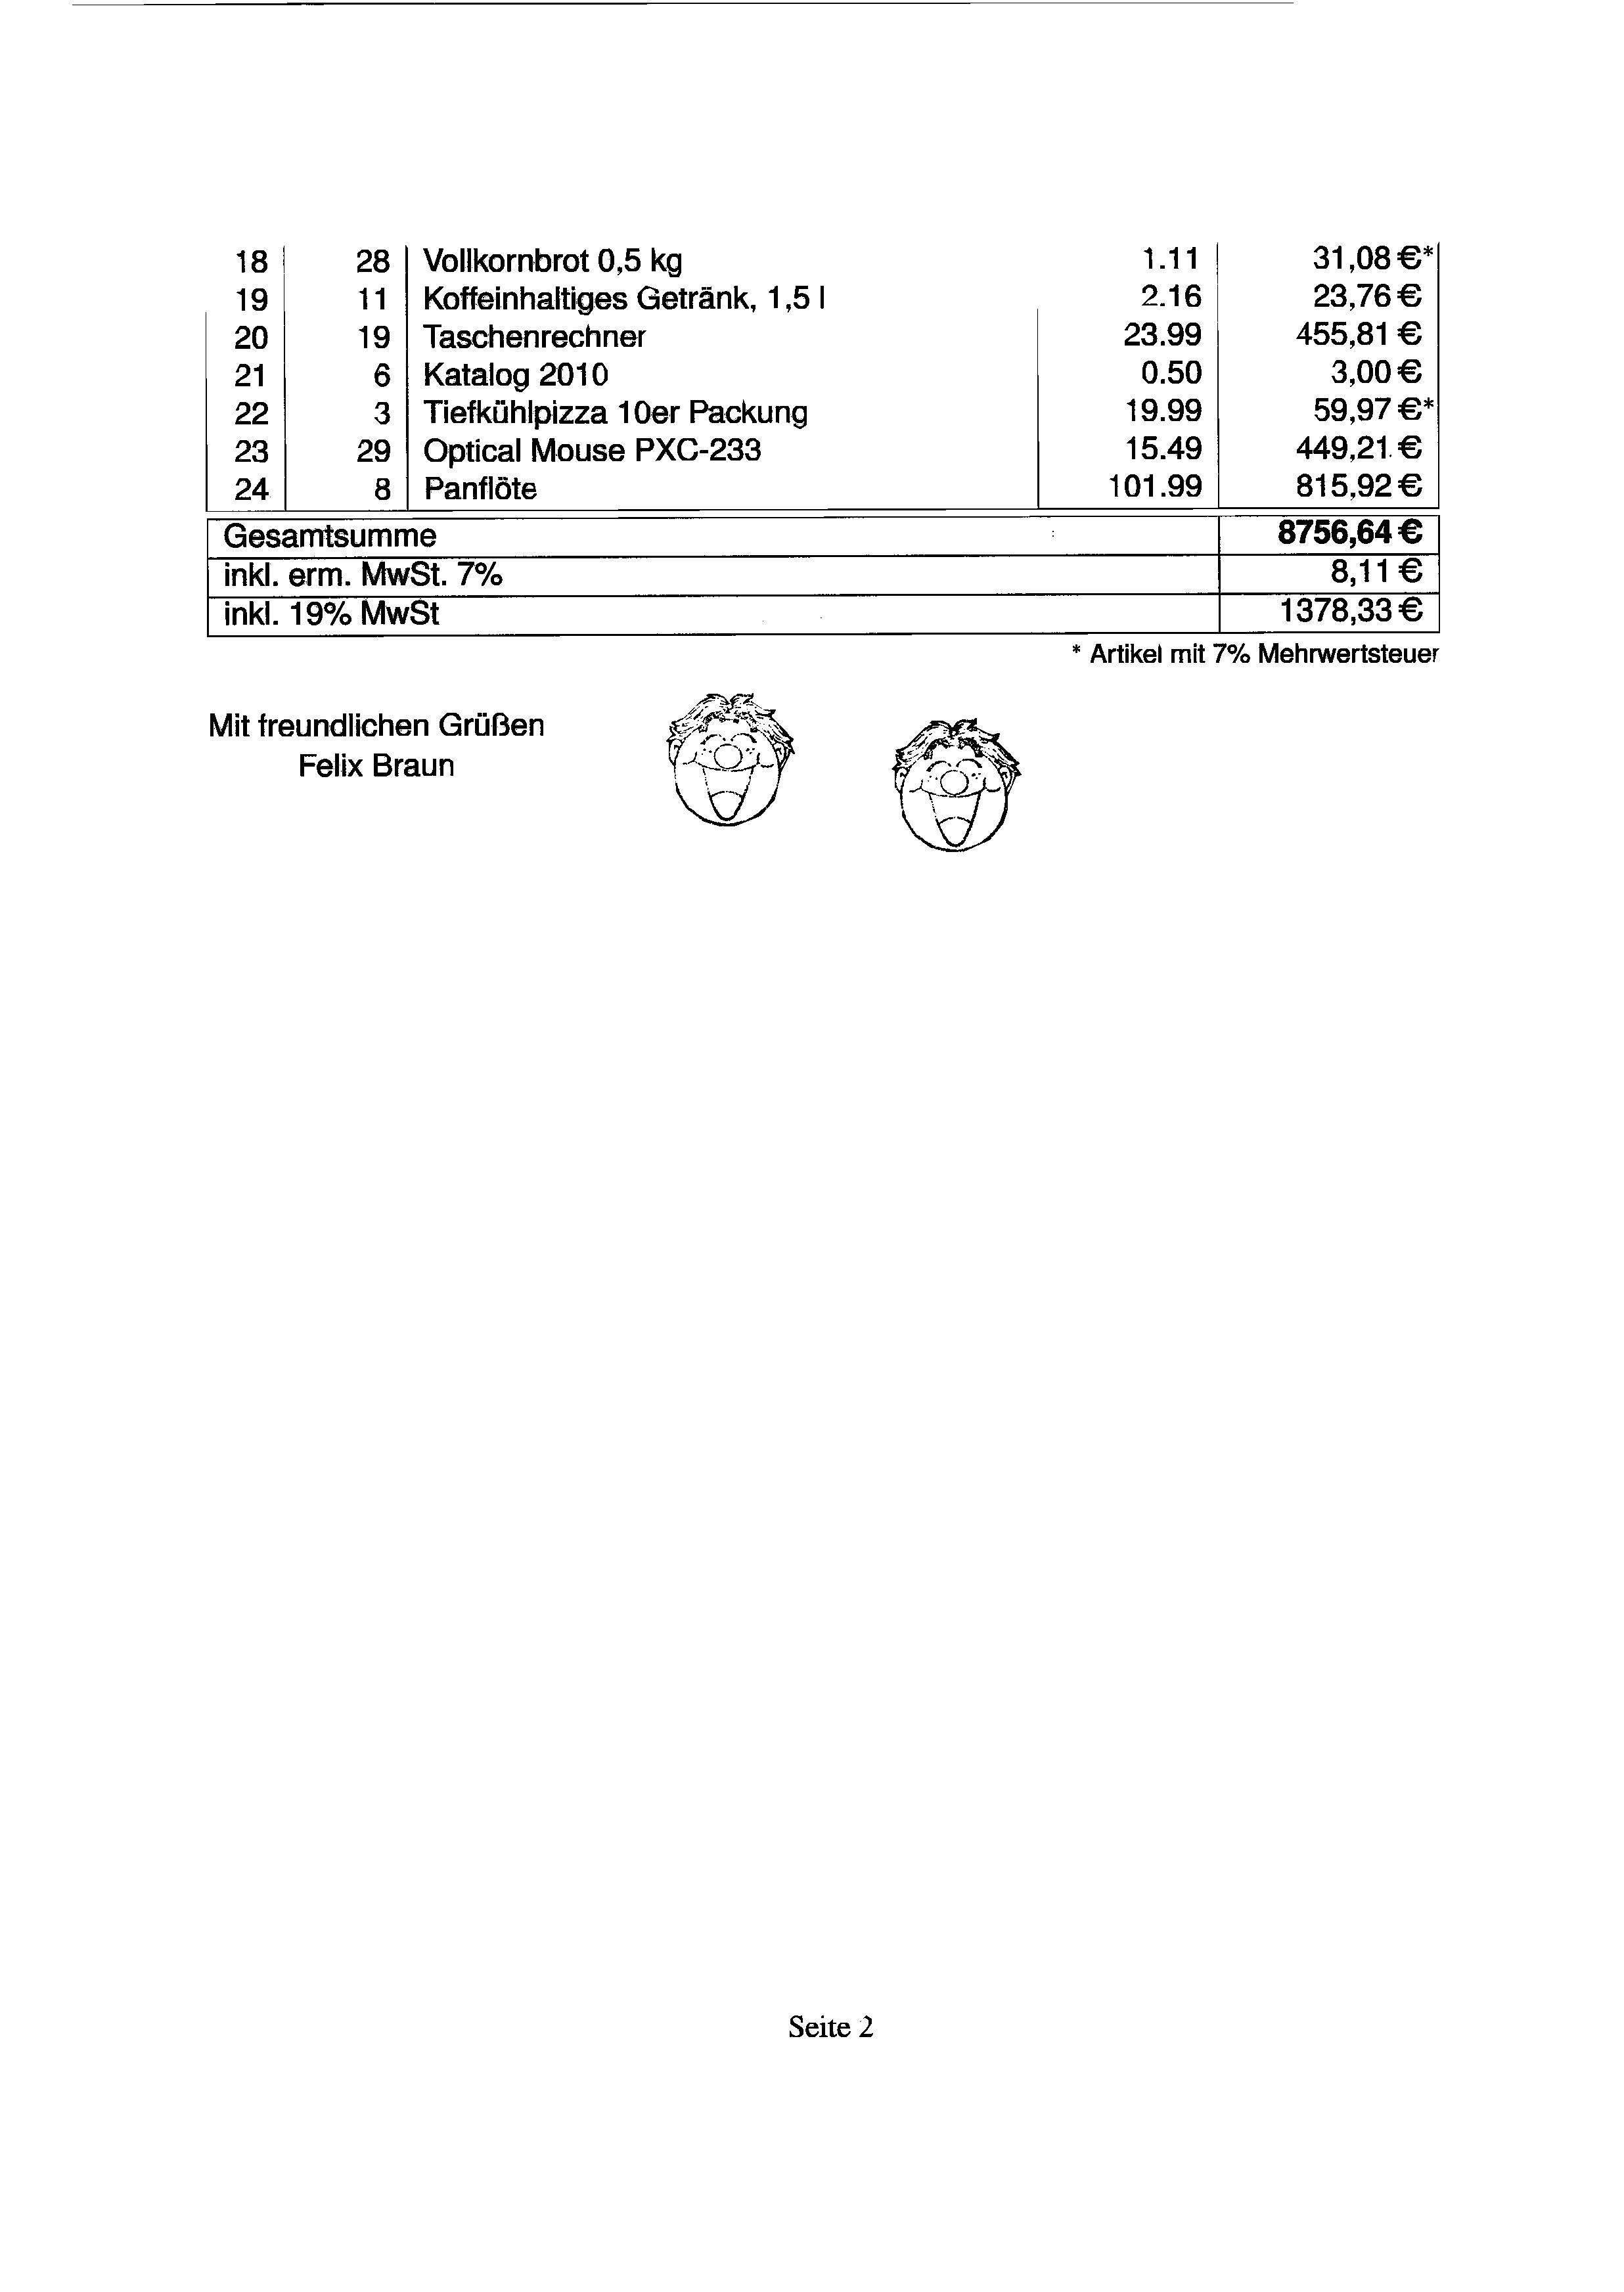 18 28 Vollkornbrot 0,5 kg 1.11 31,08 €*
19 11 Koffeinhaltiges Getränk, 1,5 l 2.16 23,76 €
20 19 Taschenrechner 23.99 455,81 €
21 6 Katalog 2010 0.50 3,00 €
22 3 Tiefkühlpizza 10er Packung 19.99 59,97 €*
23 29 Optical Mouse PXC-233 15.49 449,21 €
24 8 Panflöte 101.99 815,92 €
Gesamtsumme 8756,64 €
inkl. erm. MwSt. 7% 8,11 €
inkl. 19% MwSt 1378,33 €
* Artikel mit 7% Mehrwertsteuer
Mit freundlichen Grüßen
Felix Braun
Seite 2